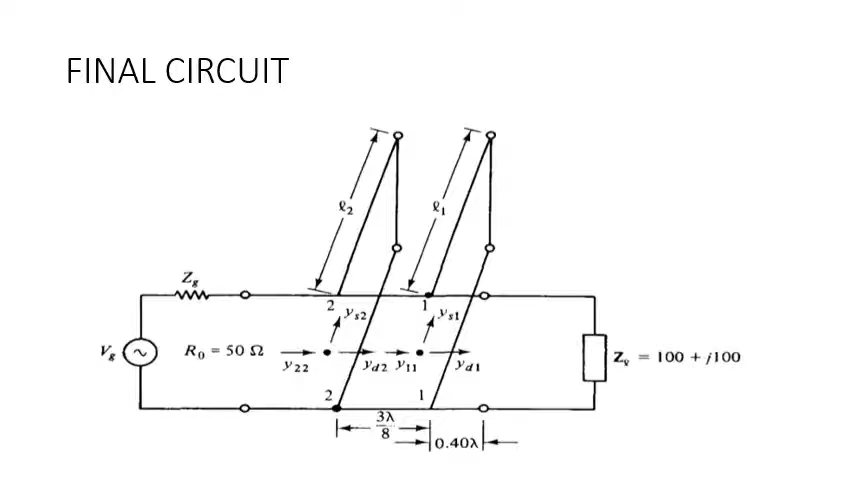 FINAL CIRCUIT
ℓ2
ℓ1
Zg
2
1
ys2
ys1
Vg
~
R0 = 50 Ω
y22
yd2
y11
yd1
Zℓ = 100 + j100
2
1
3λ
8
0.40λ